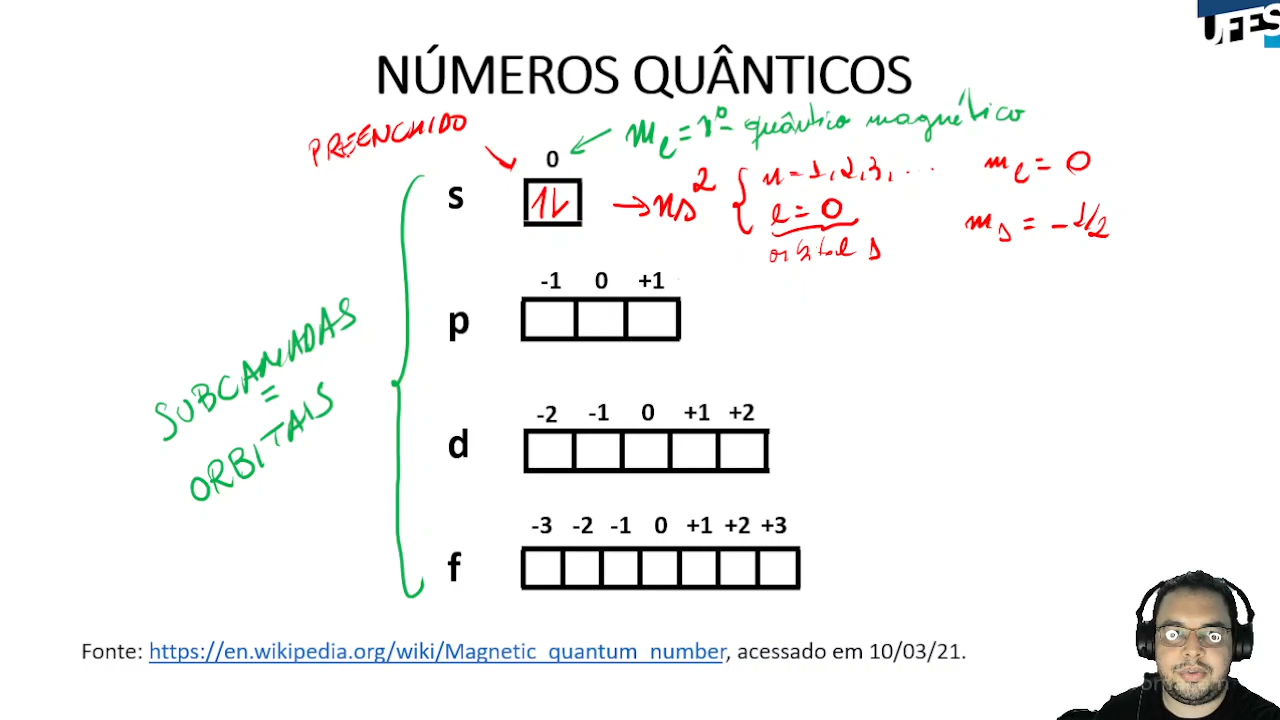 UFES
NÚMEROS QUÂNTICOS
PREENCHIDO
mℓ = nº quântico magnético
0
s
1↓ → ns² { n = 1, 2, 3, ... mℓ = 0
ℓ = 0 ms = -1/2
orbital s
-1 0 +1
p
SUBCAMADAS
=
ORBITAIS
-2 -1 0 +1 +2
d
-3 -2 -1 0 +1 +2 +3
f
Fonte: https://en.wikipedia.org/wiki/Magnetic_quantum_number, acessado em 10/03/21.